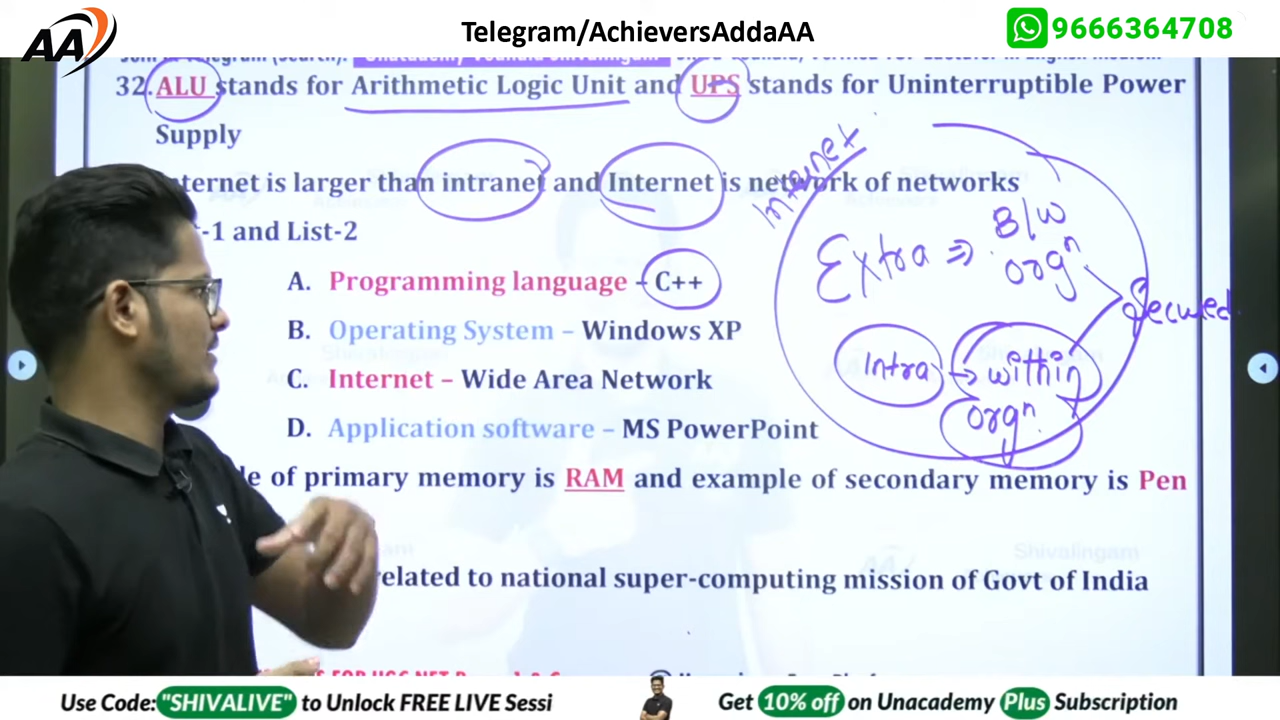 AA
Telegram/AchieversAddaAA
9666364708
32. ALU stands for Arithmetic Logic Unit and UPS stands for Uninterruptible Power
Supply
ternet is larger than intranet and Internet is network of networks
-1 and List-2
A. Programming language – C++
B. Operating System – Windows XP
C. Internet – Wide Area Network
D. Application software – MS PowerPoint
le of primary memory is RAM and example of secondary memory is Pen
related to national super-computing mission of Govt of India
Internet
Extra ⇒ B/W
orgn
Secured
Intra → within
orgn
Shivalingam
Use Code: "SHIVALIVE" to Unlock FREE LIVE Sessi
Get 10% off on Unacademy Plus Subscription